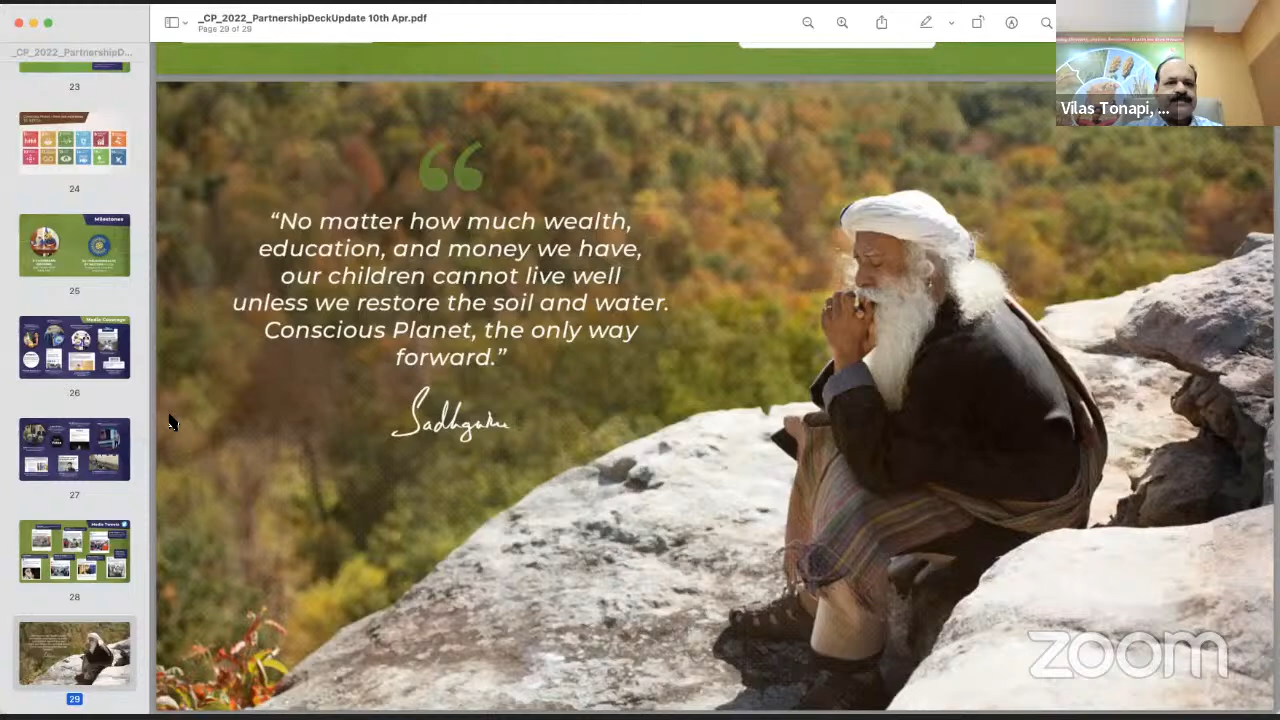 _CP_2022_PartnershipDeckUpdate 10th Apr.pdf
Page 29 of 29
_CP_2022_PartnershipD...
23
24
Milestones
25
Media Coverage
26
27
Media Tweets
28
29
“No matter how much wealth,
education, and money we have,
our children cannot live well
unless we restore the soil and water.
Conscious Planet, the only way
forward.”
Sadhguru
Vilas Tonapi, ...
zoom